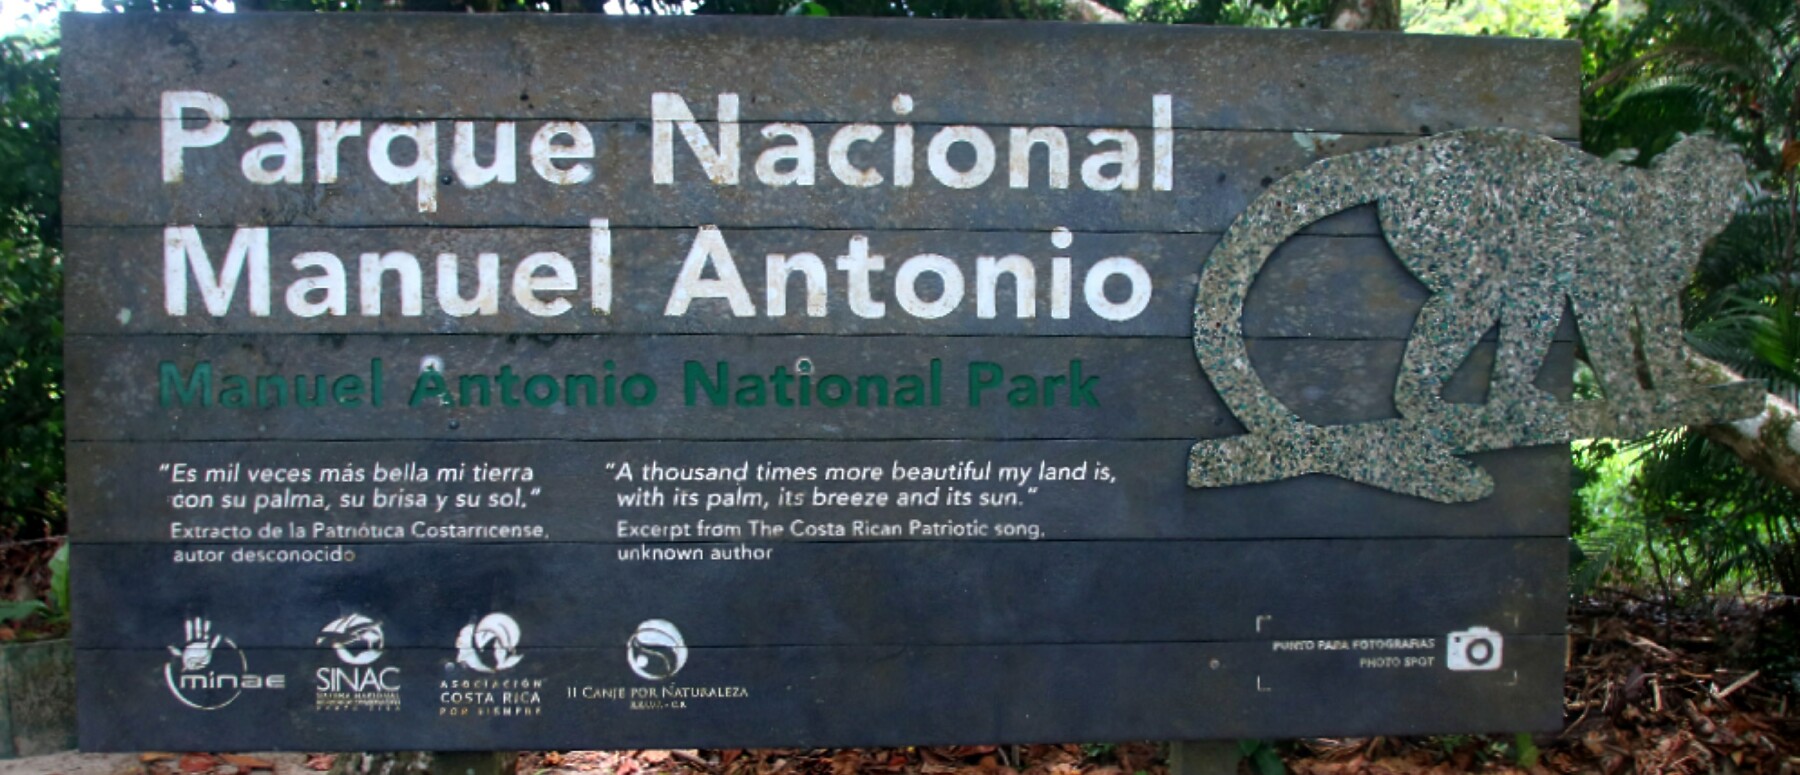 Parque Nacional
Manuel Antonio
Manuel Antonio National Park
"Es mil veces más bella mi tierra
con su palma, su brisa y su sol."
Extracto de la Patriótica Costarricense,
autor desconocido
"A thousand times more beautiful my land is,
with its palm, its breeze and its sun."
Excerpt from The Costa Rican Patriotic song,
unknown author
minae
SINAC
ASOCIACIÓN
COSTA RICA
POR SIEMPRE
II CANJE POR NATURALEZA
PUNTO PARA FOTOGRAFIAS
PHOTO SPOT